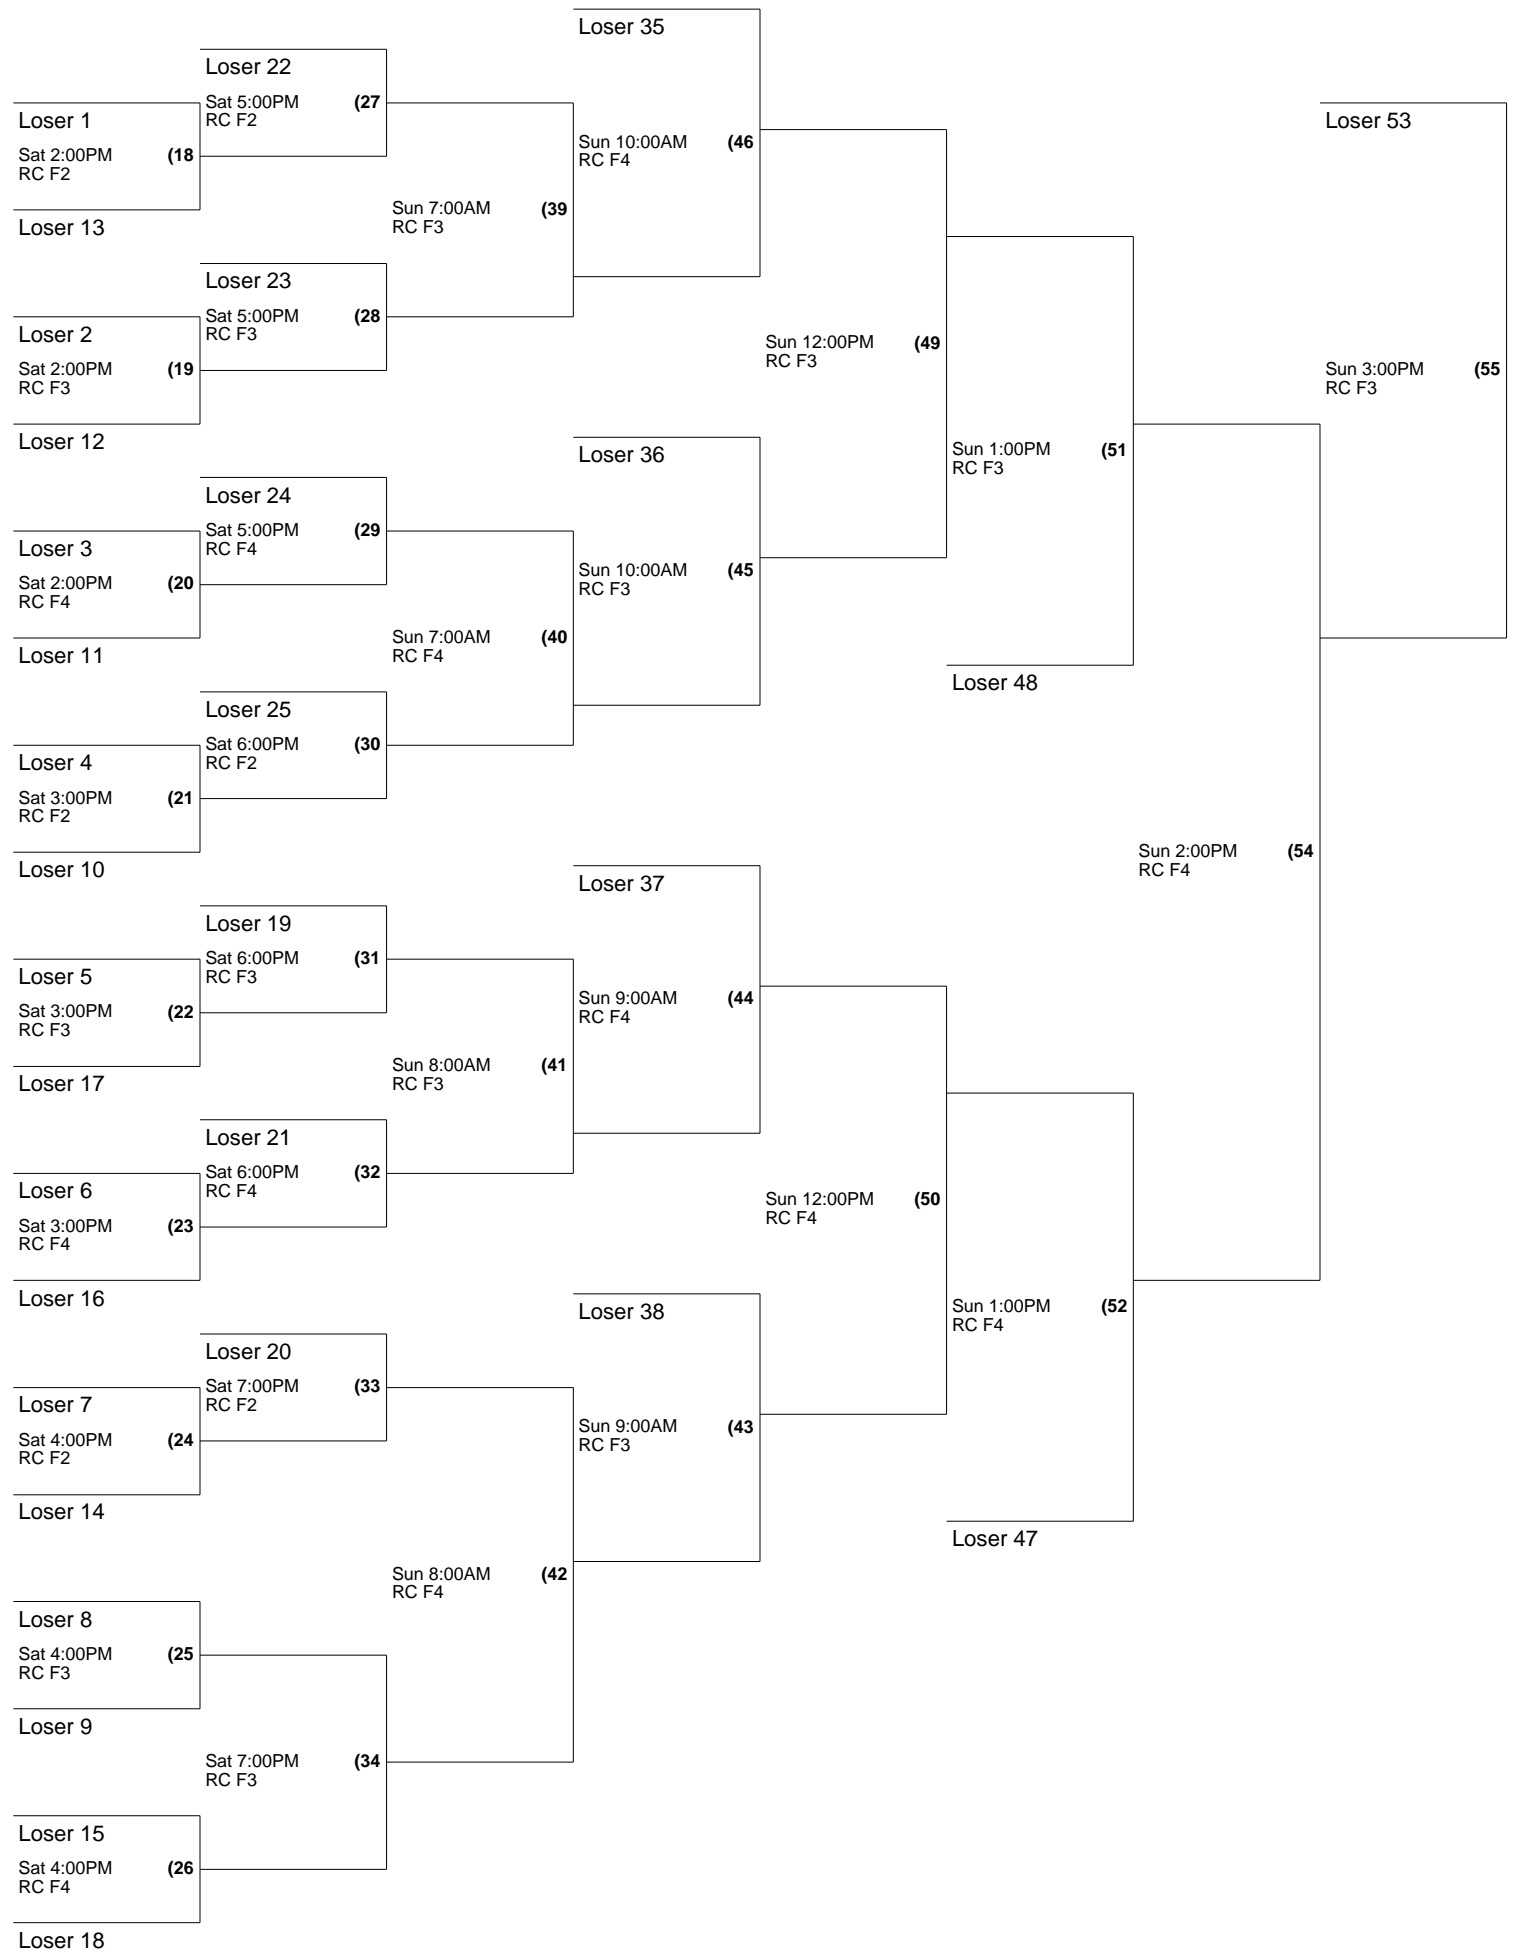 Loser 35
Loser 22
Sat 5:00PM (27
RC F2
Loser 1
Sat 2:00PM (18
RC F2
Loser 13
Loser 53
Sun 10:00AM (46
RC F4
Sun 7:00AM (39
RC F3
Loser 23
Sat 5:00PM (28
RC F3
Loser 2
Sat 2:00PM (19
RC F3
Loser 12
Sun 12:00PM (49
RC F3
Sun 3:00PM (55
RC F3
Loser 36
Sun 1:00PM (51
RC F3
Loser 24
Sat 5:00PM (29
RC F4
Loser 3
Sat 2:00PM (20
RC F4
Loser 11
Sun 10:00AM (45
RC F3
Sun 7:00AM (40
RC F4
Loser 48
Loser 25
Sat 6:00PM (30
RC F2
Loser 4
Sat 3:00PM (21
RC F2
Loser 10
Sun 2:00PM (54
RC F4
Loser 37
Loser 19
Sat 6:00PM (31
RC F3
Loser 5
Sat 3:00PM (22
RC F3
Loser 17
Sun 9:00AM (44
RC F4
Sun 8:00AM (41
RC F3
Loser 21
Sat 6:00PM (32
RC F4
Loser 6
Sat 3:00PM (23
RC F4
Loser 16
Sun 12:00PM (50
RC F4
Loser 38
Sun 1:00PM (52
RC F4
Loser 20
Sat 7:00PM (33
RC F2
Loser 7
Sat 4:00PM (24
RC F2
Loser 14
Sun 9:00AM (43
RC F3
Loser 47
Sun 8:00AM (42
RC F4
Loser 8
Sat 4:00PM (25
RC F3
Loser 9
Sat 7:00PM (34
RC F3
Loser 15
Sat 4:00PM (26
RC F4
Loser 18